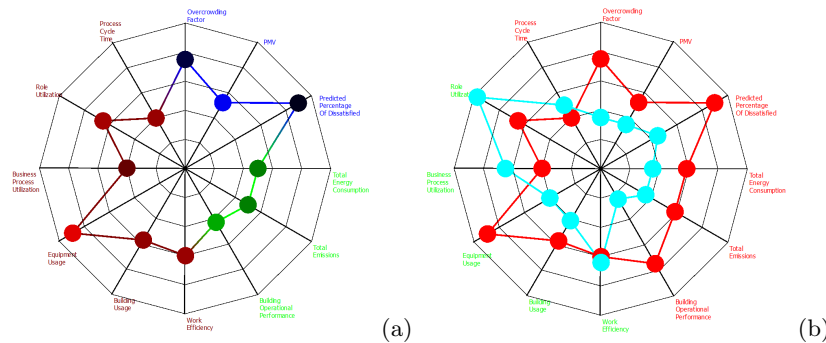 Overcrowding
Factor
PMV
Predicted Percentage
Of Dissatisfied
Total
Energy
Consumption
Total
Emissions
Building
Operational
Performance
Work
Efficiency
Building
Usage
Equipment
Usage
Business
Process
Utilization
Role
Utilization
Process
Cycle
Time
(a)
Overcrowding
Factor
PMV
Predicted Percentage
Of Dissatisfied
Total
Energy
Consumption
Total
Emissions
Building
Operational
Performance
Work
Efficiency
Building
Usage
Equipment
Usage
Business
Process
Utilization
Role
Process
Cycle
Time
(b)